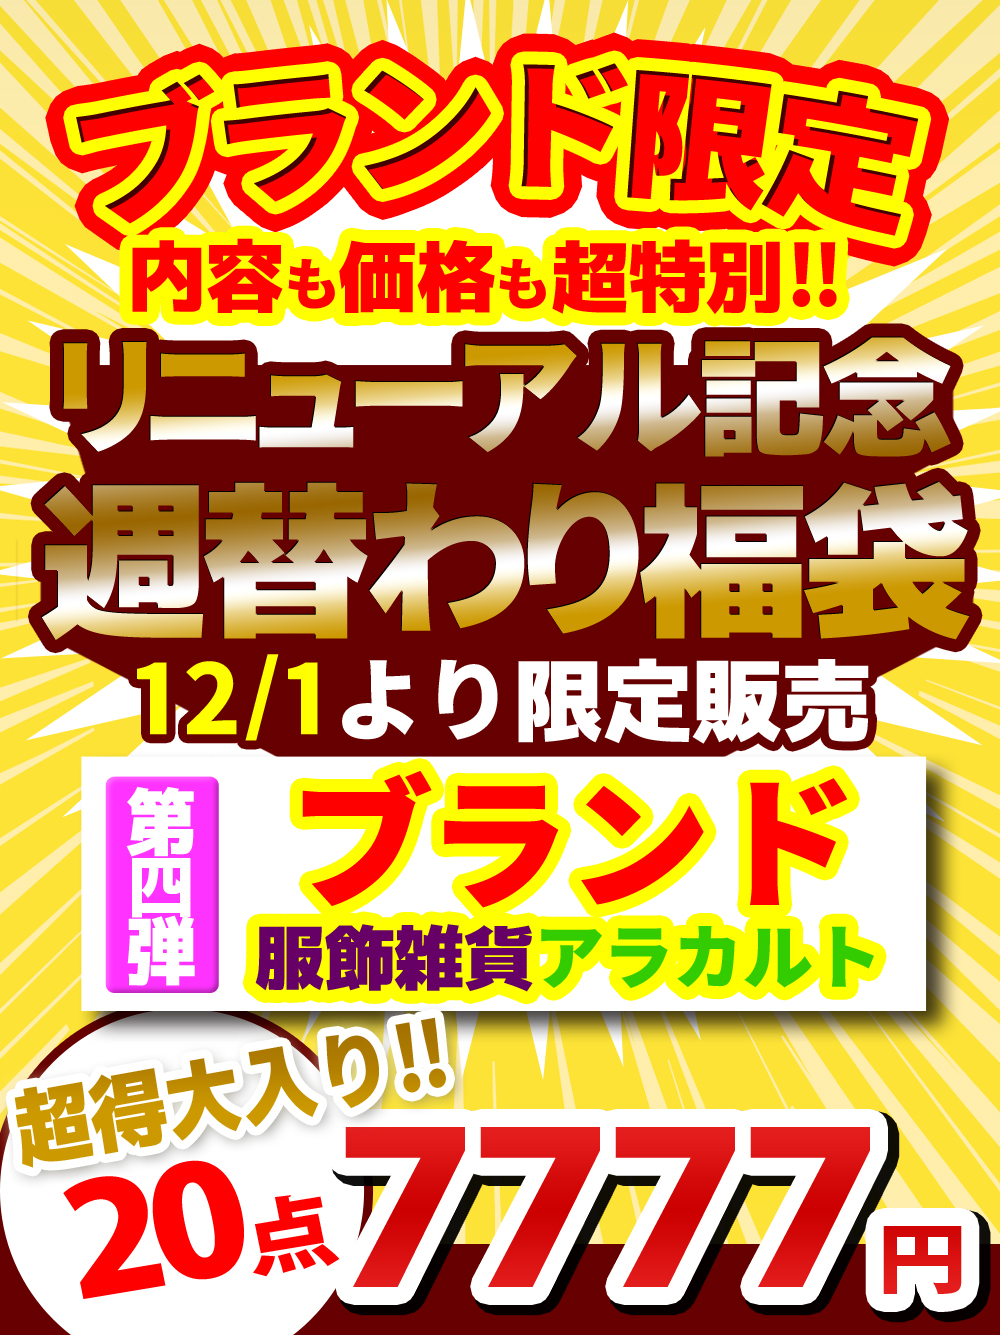 ブランド限定
内容も価格も超特別!!
リニューアル記念
週替わり福袋
12/1より限定販売
第四弾
ブランド
服飾雑貨アラカルト
超得大入り!!
20点
7777円